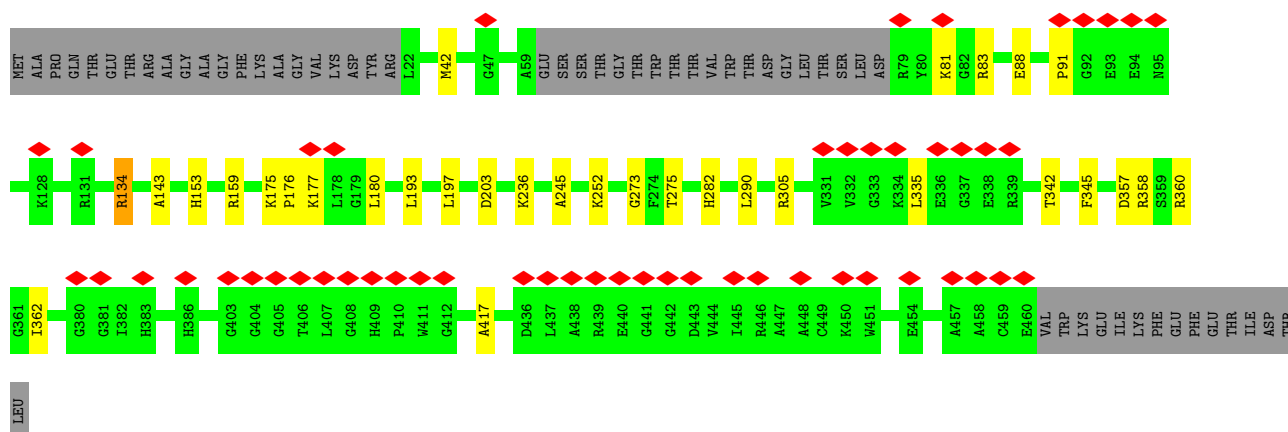 MET ALA PRO GLN THR GLU THR ARG ALA GLY ALA GLY PHE LYS ALA GLY VAL LYS ASP TYR ARG L22 M42 G47 A59 GLU SER SER THR GLY THR TRP THR THR VAL TRP THR ASP GLY LEU THR SER LEU ASP R79 Y80 K81 G82 R83 E88 P91 G92 E93 E94 N95
K128 R131 R134 A143 H153 R159 K175 P176 K177 L178 G179 L180 L193 L197 D203 K236 A245 K252 G273 F274 T275 H282 L290 R305 V331 V332 G333 K334 L335 E336 G337 E338 R339 T342 F345 D357 R358 S359 R360
G361 I362 G380 G381 I382 H383 H386 G403 G404 G405 T406 L407 G408 H409 P410 W411 G412 A417 D436 L437 A438 R439 E440 G441 G442 D443 V444 I445 R446 A447 A448 C449 K450 W451 E454 A457 A458 C459 E460 VAL TRP LYS GLU ILE LYS PHE GLU PHE GLU THR ILE ASP THR
LEU